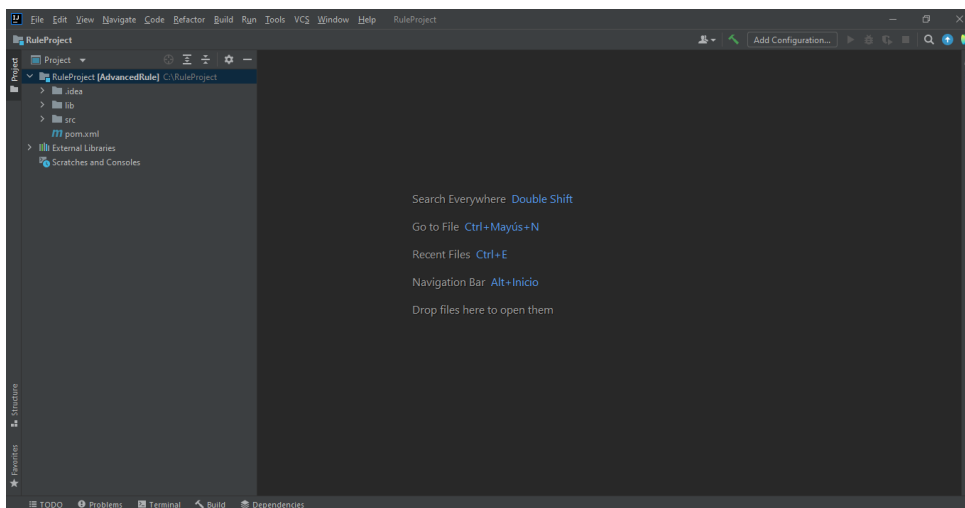 File Edit View Navigate Code Refactor Build Run Tools VCS Window Help RuleProject
RuleProject
Add Configuration...
Project
Project
RuleProject [AdvancedRule] C:\RuleProject
.idea
lib
src
pom.xml
External Libraries
Scratches and Consoles
Search Everywhere Double Shift
Go to File Ctrl+Mayús+N
Recent Files Ctrl+E
Navigation Bar Alt+Inicio
Drop files here to open them
Structure
Favorites
TODO Problems Terminal Build Dependencies